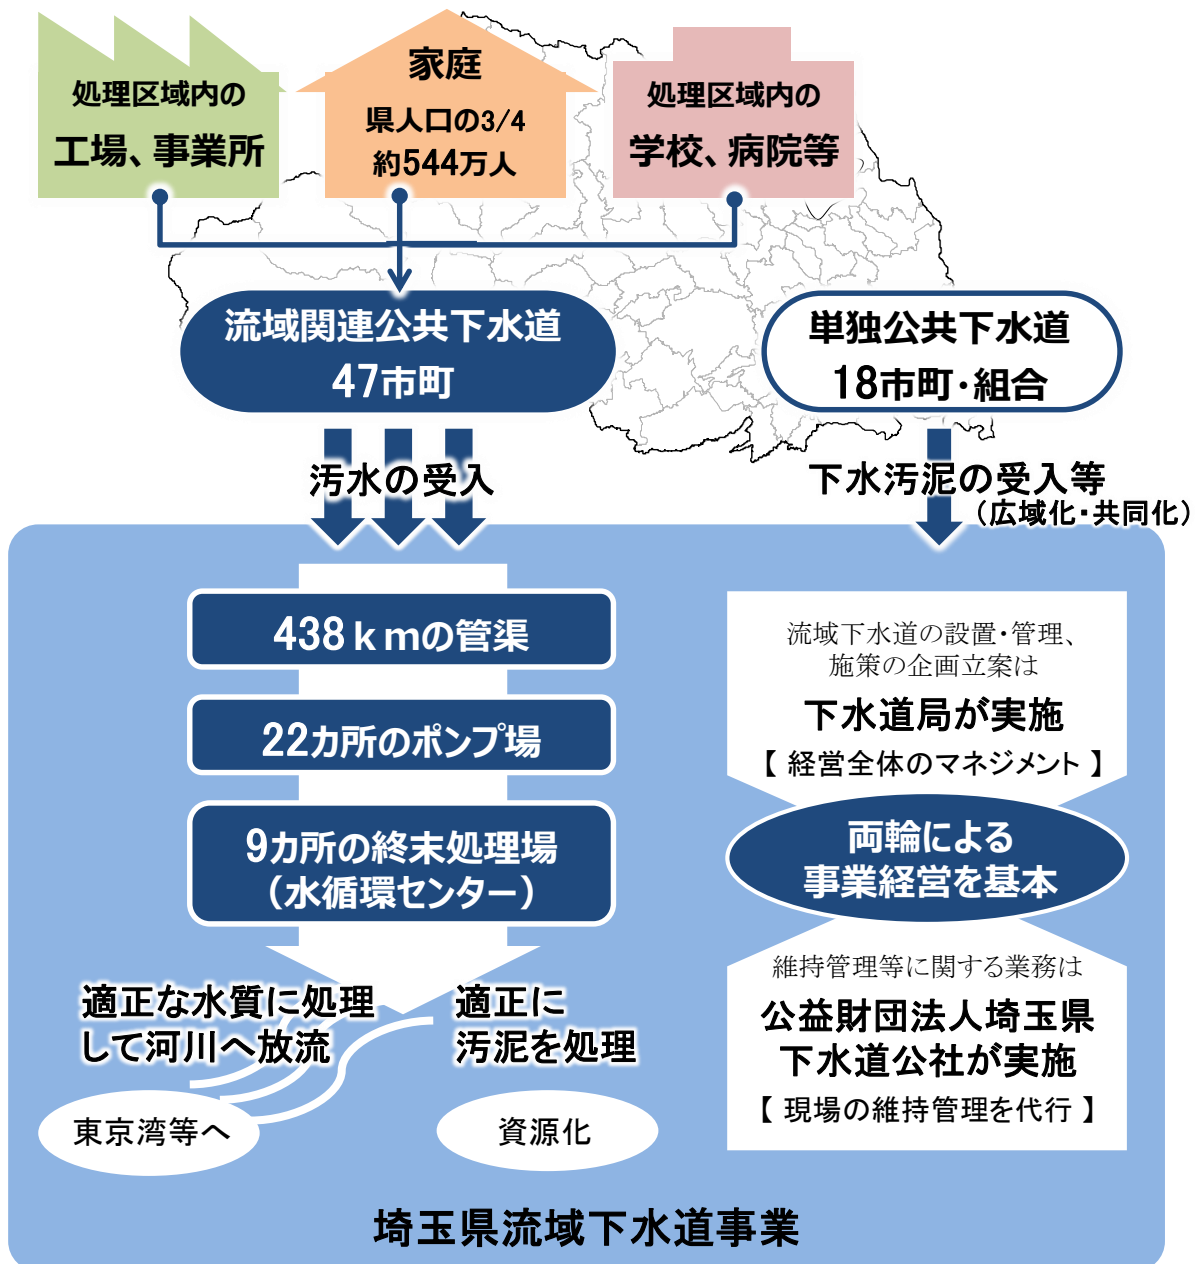 処理区域内の
工場、事業所
家庭
県人口の3/4
約544万人
処理区域内の
学校、病院等
流域関連公共下水道
47市町
単独公共下水道
18市町・組合
汚水の受入
下水汚泥の受入等
（広域化・共同化）
438ｋｍの管渠
22カ所のポンプ場
9カ所の終末処理場
（水循環センター）
適正な水質に処理
して河川へ放流
適正に
汚泥を処理
東京湾等へ
資源化
流域下水道の設置・管理、
施策の企画立案は
下水道局が実施
【 経営全体のマネジメント 】
両輪による
事業経営を基本
維持管理等に関する業務は
公益財団法人埼玉県
下水道公社が実施
【 現場の維持管理を代行 】
埼玉県流域下水道事業